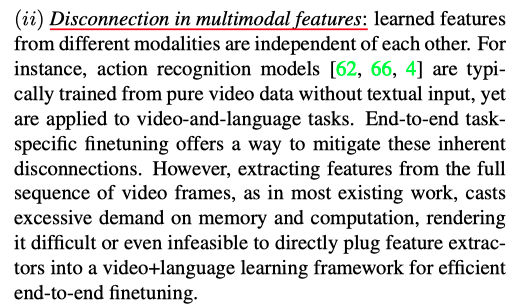 (ii) Disconnection in multimodal features: learned features
from different modalities are independent of each other. For
instance, action recognition models [62, 66, 4] are typi-
cally trained from pure video data without textual input, yet
are applied to video-and-language tasks. End-to-end task-
specific finetuning offers a way to mitigate these inherent
disconnections. However, extracting features from the full
sequence of video frames, as in most existing work, casts
excessive demand on memory and computation, rendering
it difficult or even infeasible to directly plug feature extrac-
tors into a video+language learning framework for efficient
end-to-end finetuning.